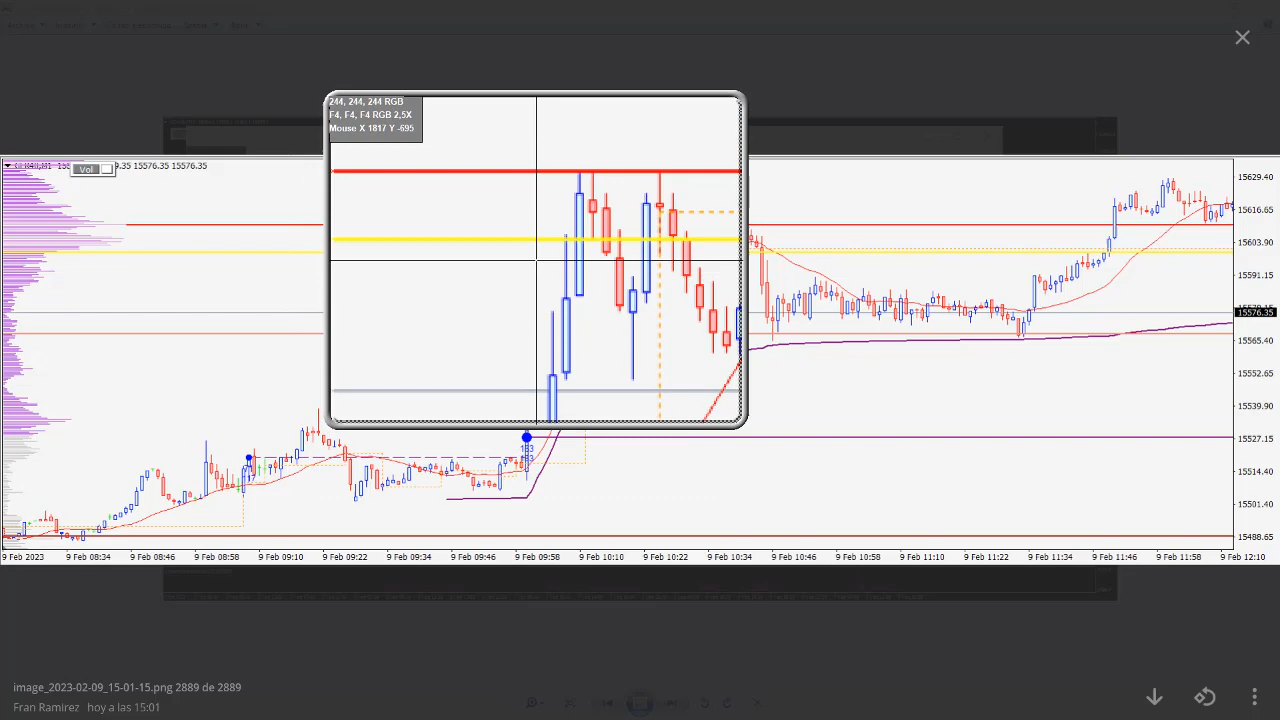 244, 244, 244 RGB
F4, F4, F4 RGB 2,5X
Mouse X 1817 Y -695
9.35 15576.35 15576.35
Vol
15629.40
15616.65
15603.90
15591.15
15576.35
15565.40
15552.65
15539.90
15527.15
15514.40
15501.40
15488.65
9 Feb 2023
9 Feb 08:34
9 Feb 08:46
9 Feb 08:58
9 Feb 09:10
9 Feb 09:22
9 Feb 09:34
9 Feb 09:46
9 Feb 09:58
9 Feb 10:10
9 Feb 10:22
9 Feb 10:34
9 Feb 10:46
9 Feb 10:58
9 Feb 11:10
9 Feb 11:22
9 Feb 11:34
9 Feb 11:46
9 Feb 11:58
9 Feb 12:10
image_2023-02-09_15-01-15.png 2889 de 2889
Fran Ramirez hoy a las 15:01